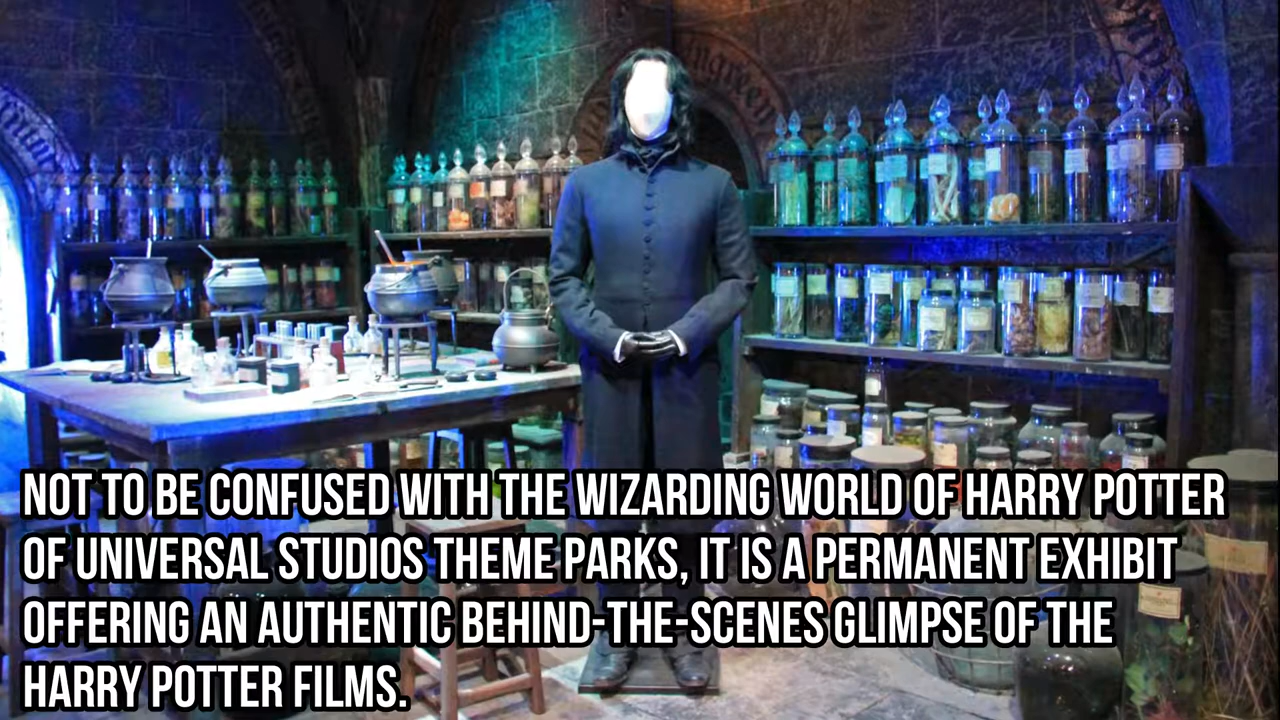 NOT TO BE CONFUSED WITH THE WIZARDING WORLD OF HARRY POTTER
OF UNIVERSAL STUDIOS THEME PARKS, IT IS A PERMANENT EXHIBIT
OFFERING AN AUTHENTIC BEHIND-THE-SCENES GLIMPSE OF THE
HARRY POTTER FILMS.